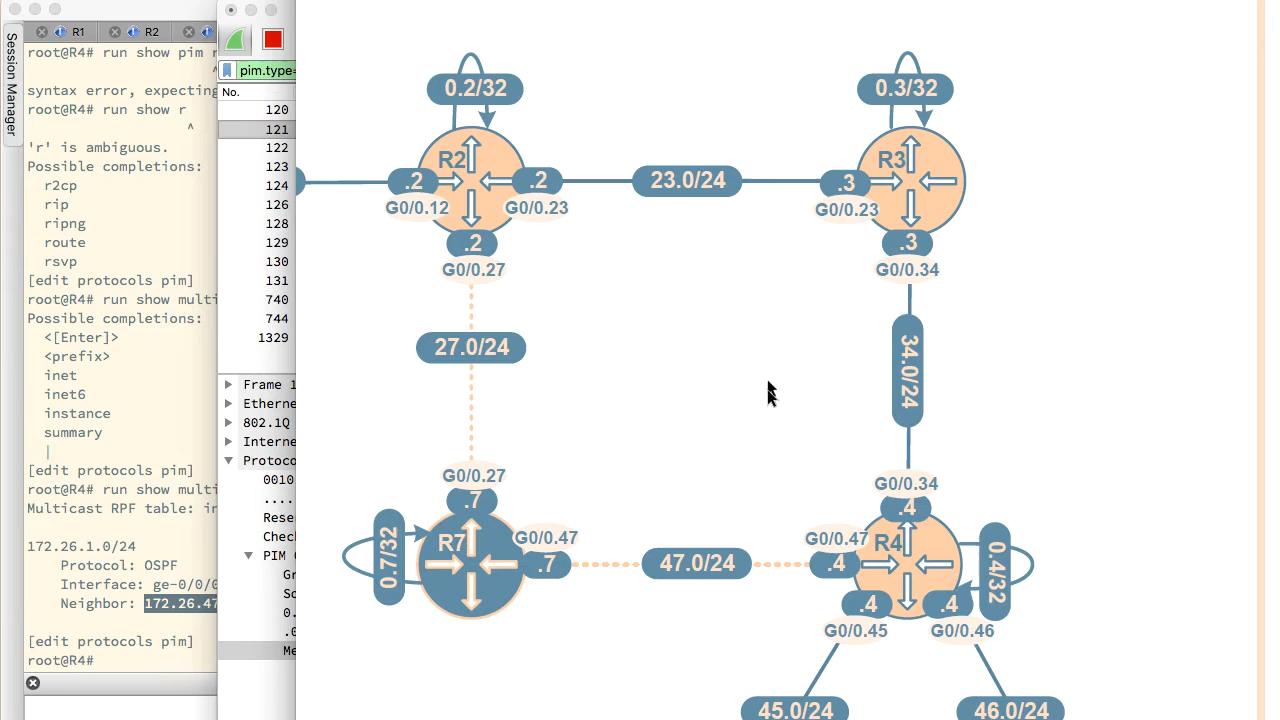 Session Manager
R1
R2
root@R4# run show pim r
^
syntax error, expecting
root@R4# run show r
^
'r' is ambiguous.
Possible completions:
r2cp
rip
ripng
route
rsvp
[edit protocols pim]
root@R4# run show multi
Possible completions:
<[Enter]>
<prefix>
inet
inet6
instance
summary
|
[edit protocols pim]
root@R4# run show multi
Multicast RPF table: in
172.26.1.0/24
Protocol: OSPF
Interface: ge-0/0/0
Neighbor: 172.26.47
[edit protocols pim]
root@R4#
pim.type=
No.
120
121
122
123
124
126
128
129
130
131
740
744
1329
Frame 1
Etherne
802.1Q
Interne
Protoco
0010
....
Rese
Chec
PIM
Gr
So
0.
.0
Me
0.2/32
0.3/32
R2
R3
.2
.2
23.0/24
.3
G0/0.12
G0/0.23
G0/0.23
.2
.3
G0/0.27
G0/0.34
27.0/24
34.0/24
G0/0.27
G0/0.34
.7
.4
0.7/32
R7
G0/0.47
G0/0.47
R4
0.4/32
.7
47.0/24
.4
.4
.4
G0/0.45
G0/0.46
45.0/24
46.0/24